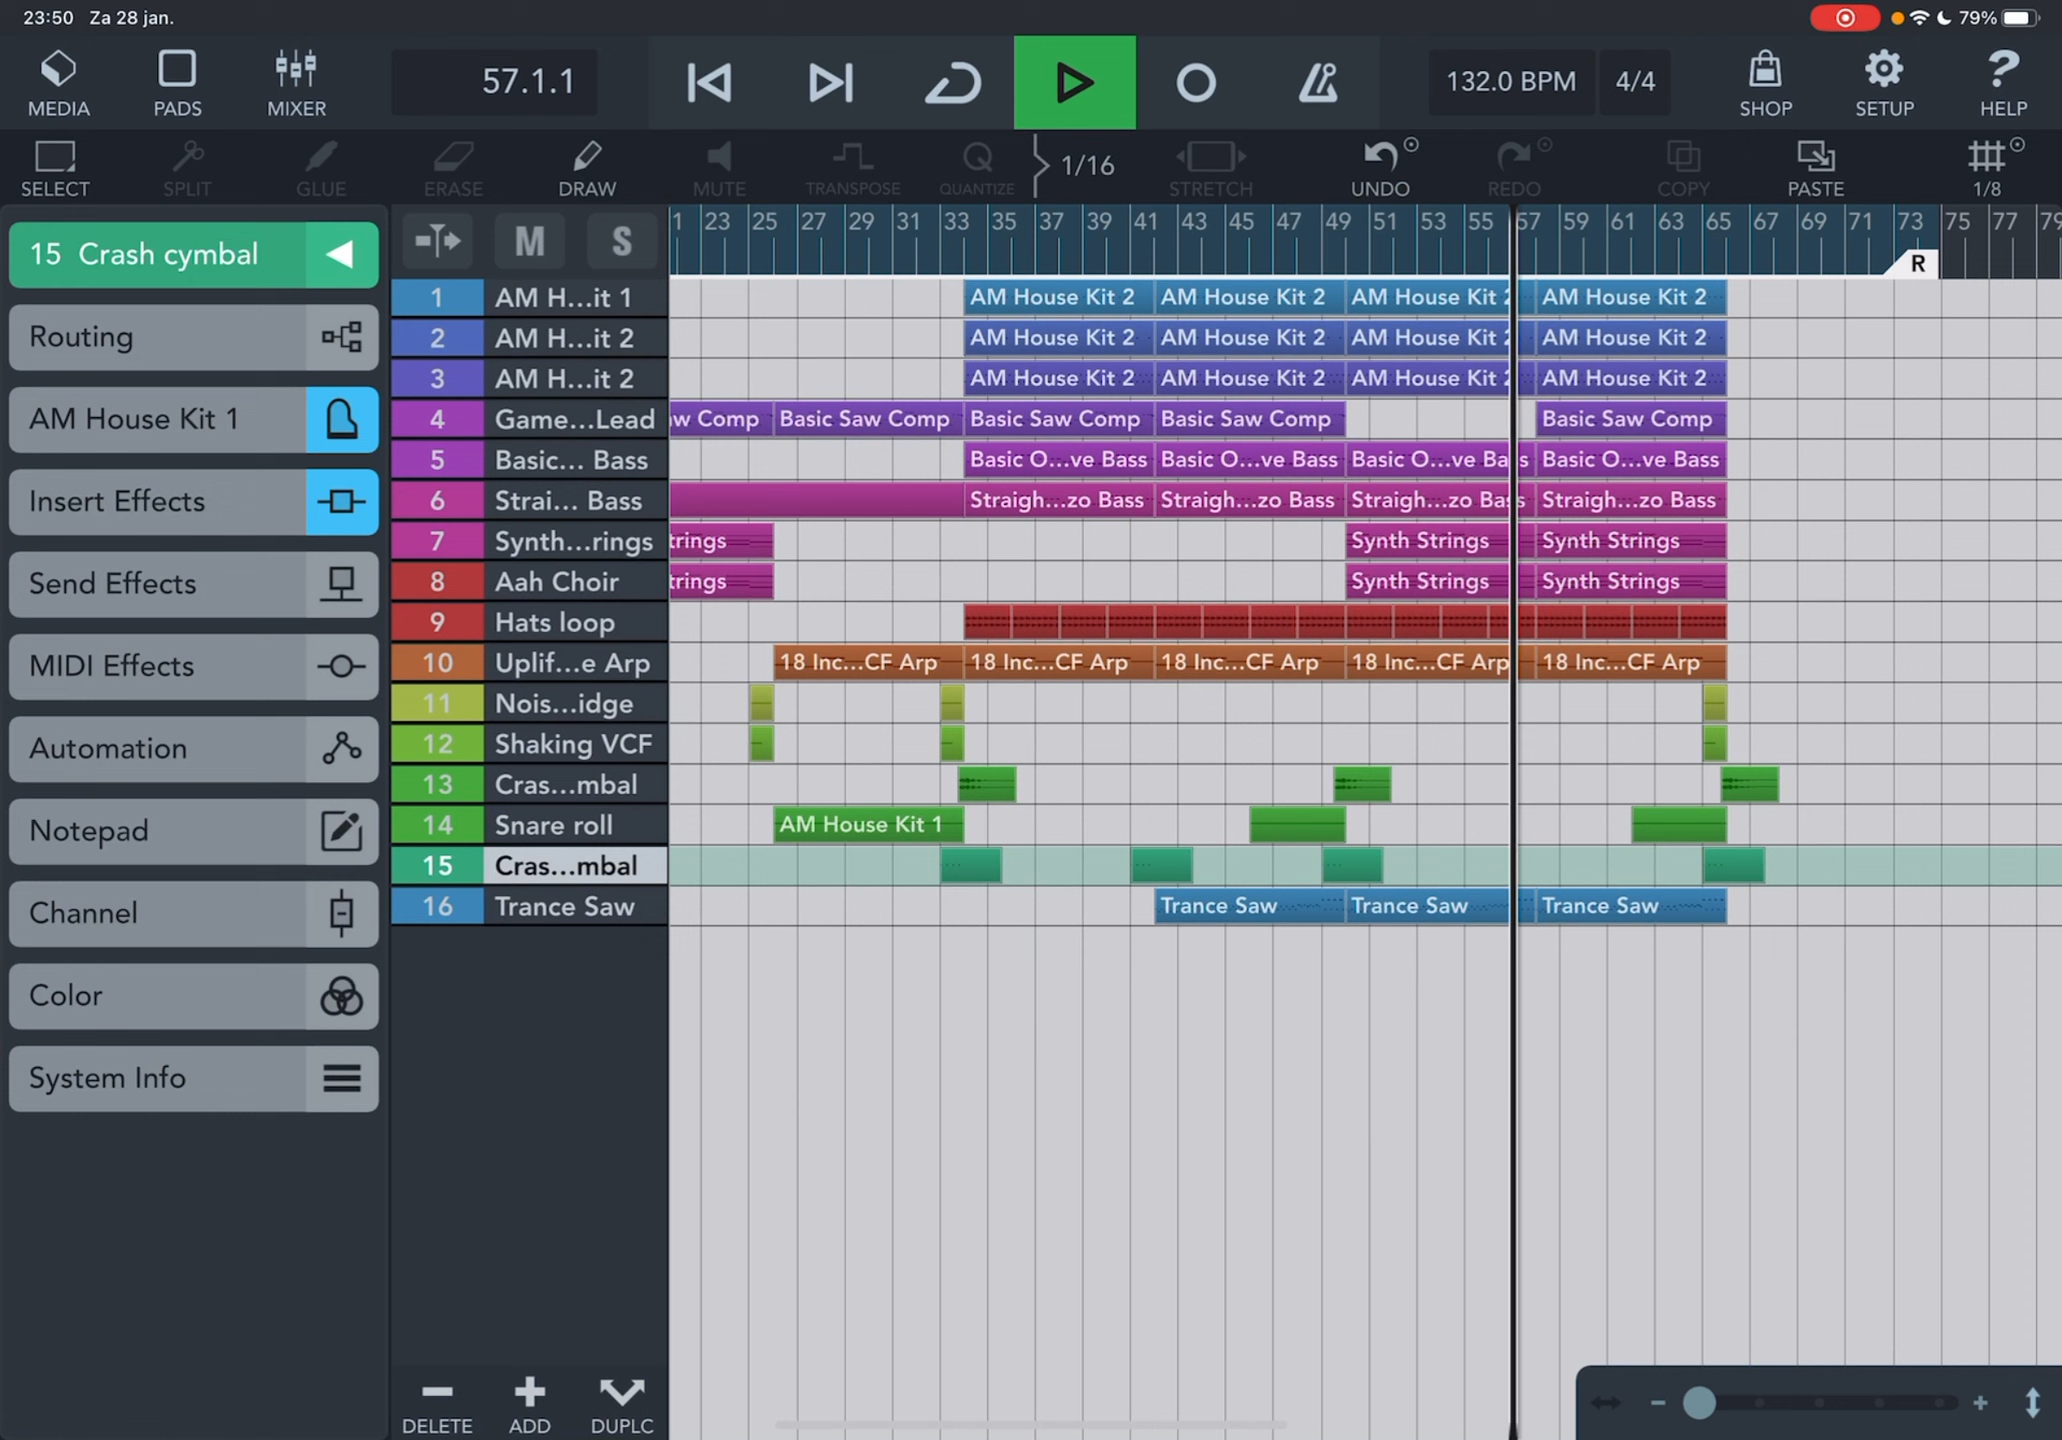 23:50 Za 28 jan.
79%
MEDIA PADS MIXER
57.1.1
132.0 BPM 4/4
SHOP SETUP HELP
SELECT SPLIT GLUE ERASE DRAW MUTE TRANSPOSE Q QUANTIZE 1/16 STRETCH UNDO REDO COPY PASTE 1/8
15 Crash cymbal
Routing
AM House Kit 1
Insert Effects
Send Effects
MIDI Effects
Automation
Notepad
Channel
Color
System Info
M S
1 23 25 27 29 31 33 35 37 39 41 43 45 47 49 51 53 55 57 59 61 63 65 67 69 71 73 75 77 79
R
1 AM H...it 1 AM House Kit 2 AM House Kit 2 AM House Kit 2 AM House Kit 2
2 AM H...it 2 AM House Kit 2 AM House Kit 2 AM House Kit 2 AM House Kit 2
3 AM H...it 2 AM House Kit 2 AM House Kit 2 AM House Kit 2 AM House Kit 2
4 Game...Lead w Comp Basic Saw Comp Basic Saw Comp Basic Saw Comp Basic Saw Comp
5 Basic... Bass Basic O...ve Bass Basic O...ve Bass Basic O...ve Bass Basic O...ve Bass
6 Strai... Bass Straigh...zo Bass Straigh...zo Bass Straigh...zo Bass Straigh...zo Bass
7 Synth...rings trings Synth Strings Synth Strings
8 Aah Choir trings Synth Strings Synth Strings
9 Hats loop
10 Uplif...e Arp 18 Inc...CF Arp 18 Inc...CF Arp 18 Inc...CF Arp 18 Inc...CF Arp 18 Inc...CF Arp
11 Nois...idge
12 Shaking VCF
13 Cras...mbal
14 Snare roll AM House Kit 1
15 Cras...mbal
16 Trance Saw Trance Saw Trance Saw Trance Saw
DELETE ADD DUPLC